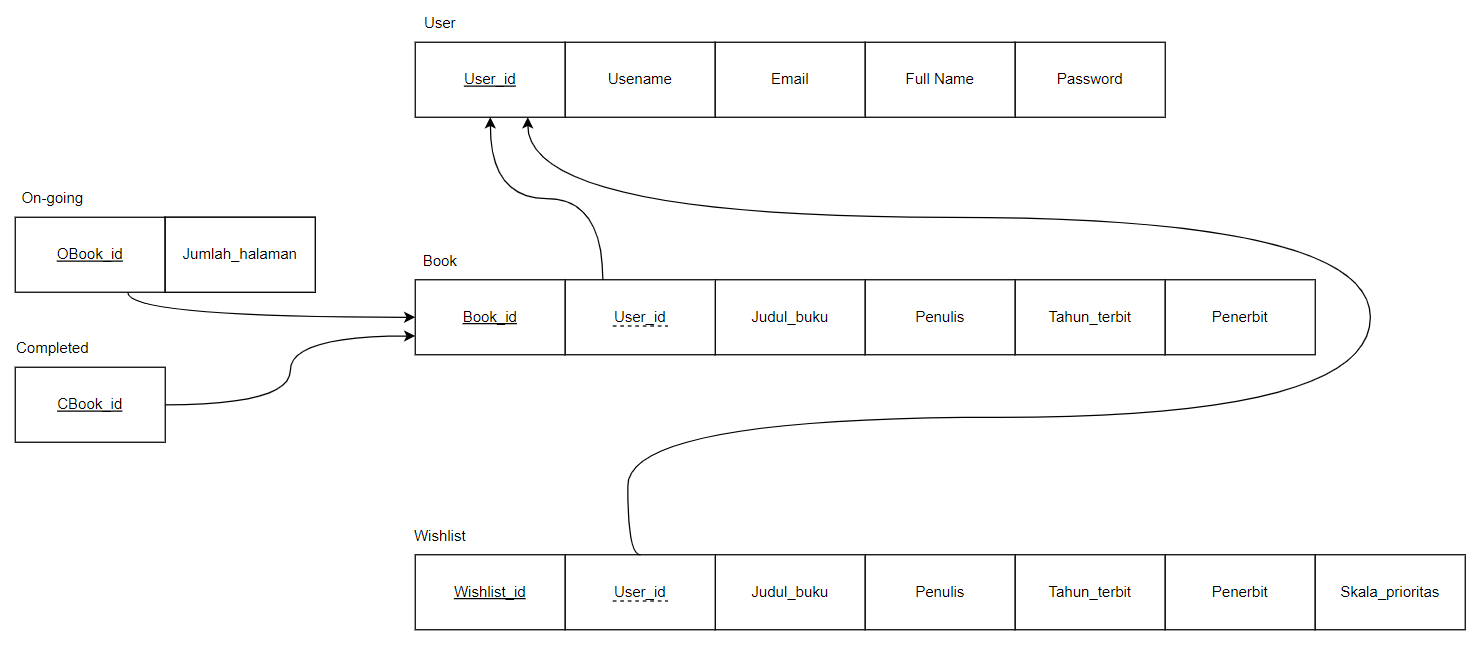 User
User_id Usename Email Full Name Password
On-going
OBook_id Jumlah_halaman
Book
Book_id User_id Judul_buku Penulis Tahun_terbit Penerbit
Completed
CBook_id
Wishlist
Wishlist_id User_id Judul_buku Penulis Tahun_terbit Penerbit Skala_prioritas